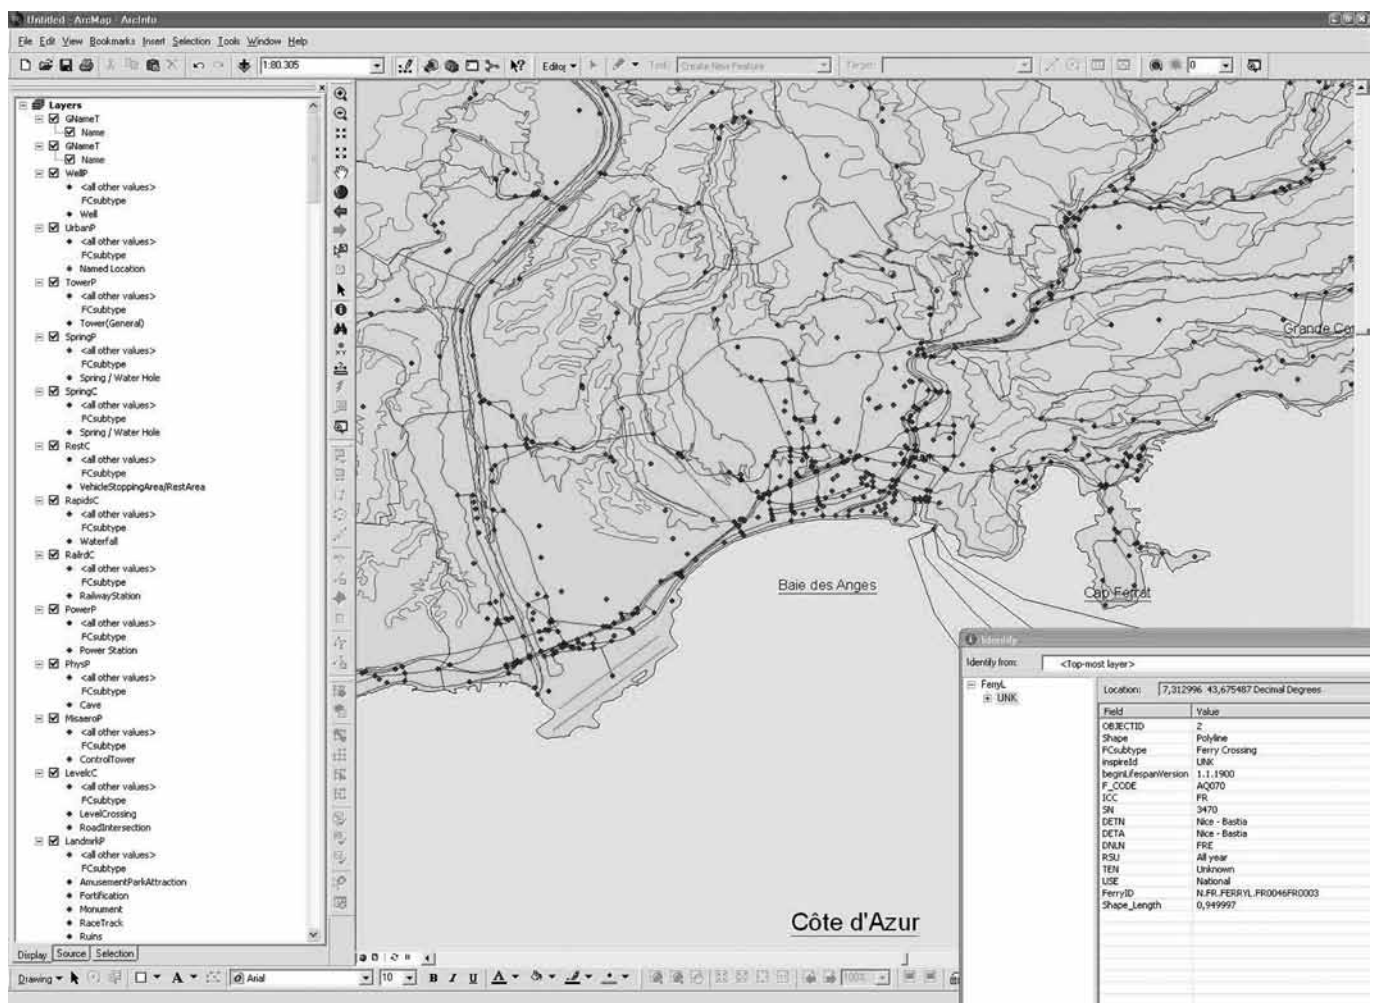 Untitled - ArcMap - ArcInfo
File Edit View Bookmarks Insert Selection Tools Window Help
1:80.305
Editor
Task: Create New Feature
Target:
0
Layers
GNameT
Name
GNameT
Name
WellP
<all other values>
FCsubtype
Well
UrbanP
<all other values>
FCsubtype
Named Location
TowerP
<all other values>
FCsubtype
Tower(General)
SpringP
<all other values>
FCsubtype
Spring / Water Hole
SpringC
<all other values>
FCsubtype
Spring / Water Hole
RestC
<all other values>
FCsubtype
VehicleStoppingArea/RestArea
RapidsC
<all other values>
FCsubtype
Waterfall
RailrdC
<all other values>
FCsubtype
RailwayStation
PowerP
<all other values>
FCsubtype
Power Station
PhysP
<all other values>
FCsubtype
Cave
MisaeroP
<all other values>
FCsubtype
ControlTower
LevelcC
<all other values>
FCsubtype
LevelCrossing
RoadIntersection
LandmrkP
<all other values>
FCsubtype
AmusementParkAttraction
Fortification
Monument
RaceTrack
Ruins
Display Source Selection
Grande Cor
Baie des Anges
Cap Ferrat
Côte d'Azur
Identify
Identify from: <Top-most layer>
FerryL
UNK
Location: 7,312996 43,675487 Decimal Degrees
Field Value
OBJECTID 2
Shape Polyline
FCsubtype Ferry Crossing
inspireId UNK
beginLifespanVersion 1.1.1900
F_CODE AQ070
ICC FR
SN 3470
DETN Nice - Bastia
DETA Nice - Bastia
DNLN FRE
RSU All year
TEN Unknown
USE National
FerryID N.FR.FERRYL.FR0046FR0003
Shape_Length 0,949997
Drawing A Arial 10 B I U A 100%